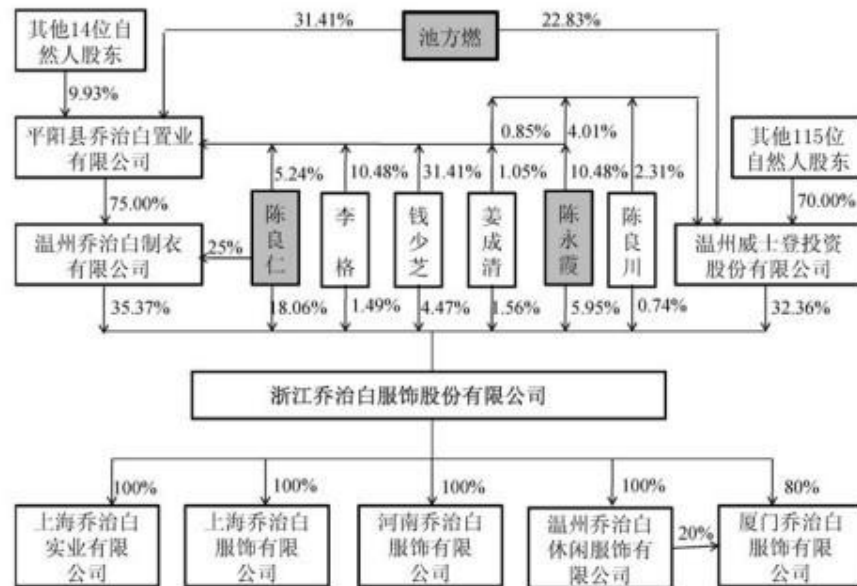 31.41%
池方燃
22.83%
其他14位自
然人股东
9.93%
0.85%
4.01%
平阳县乔治白置业
有限公司
其他115位
自然人股东
5.24%
10.48%
31.41%
1.05%
10.48%
2.31%
75.00%
70.00%
陈良仁
李格
钱少芝
姜成清
陈永霞
陈良川
温州乔治白制衣
有限公司
25%
温州威士登投资
股份有限公司
35.37%
18.06%
1.49%
4.47%
1.56%
5.95%
0.74%
32.36%
浙江乔治白服饰股份有限公司
100%
100%
100%
100%
80%
上海乔治白
实业有限
公司
上海乔治白
服饰有限
公司
河南乔治白
服饰有限
公司
温州乔治白
休闲服饰有
限公司
20%
厦门乔治白
服饰有限
公司